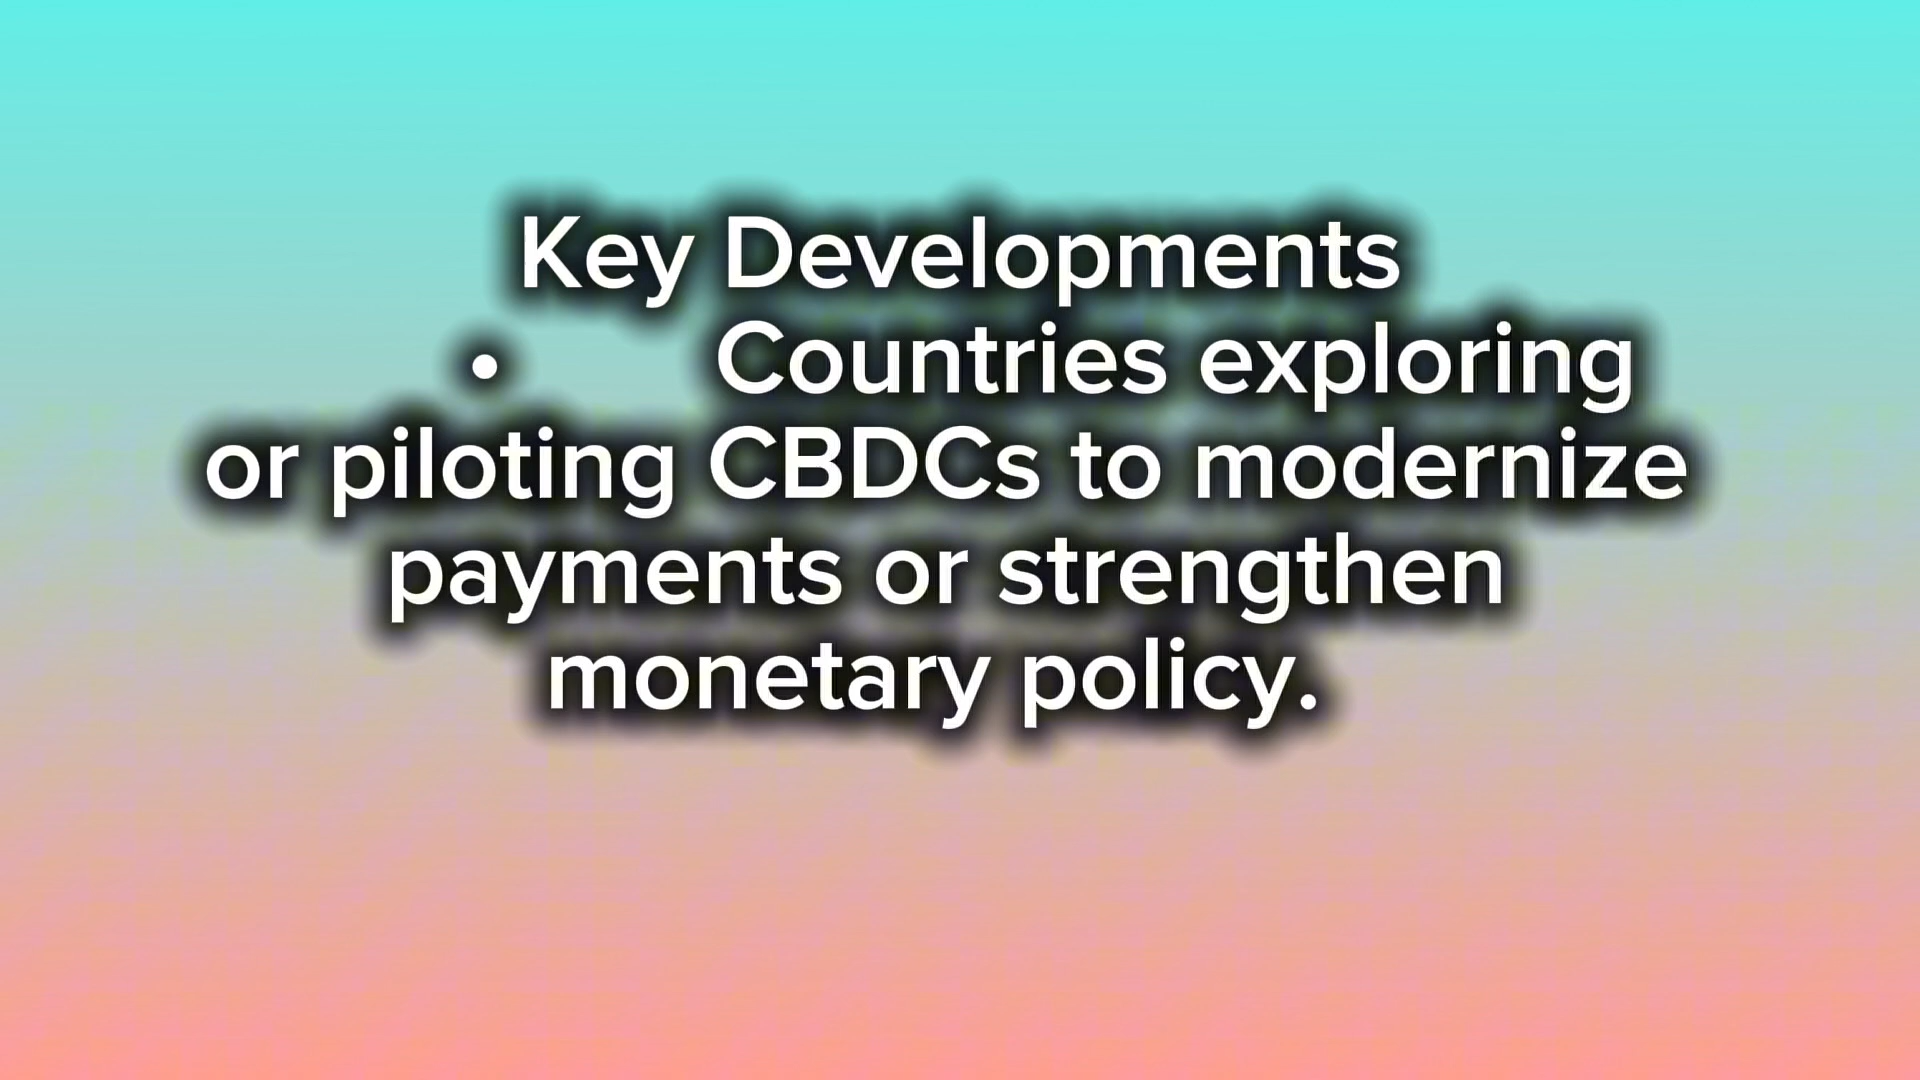 Key Developments
• Countries exploring
or piloting CBDCs to modernize
payments or strengthen
monetary policy.